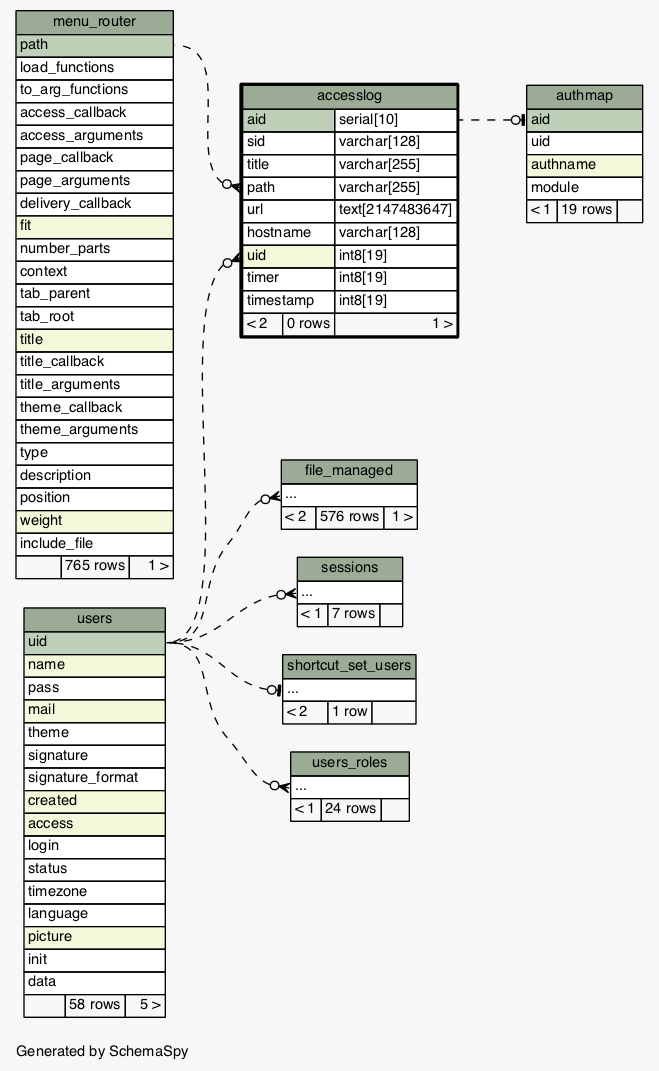 menu_router
path
load_functions
to_arg_functions
access_callback
access_arguments
page_callback
page_arguments
delivery_callback
fit
number_parts
context
tab_parent
tab_root
title
title_callback
title_arguments
theme_callback
theme_arguments
type
description
position
weight
include_file
765 rows 1 >
accesslog
aid serial[10]
sid varchar[128]
title varchar[255]
path varchar[255]
url text[2147483647]
hostname varchar[128]
uid int8[19]
timer int8[19]
timestamp int8[19]
< 2 0 rows 1 >
authmap
aid
uid
authname
module
< 1 19 rows
file_managed
...
< 2 576 rows 1 >
sessions
...
< 1 7 rows
shortcut_set_users
...
< 2 1 row
users_roles
...
< 1 24 rows
users
uid
name
pass
mail
theme
signature
signature_format
created
access
login
status
timezone
language
picture
init
data
58 rows 5 >
Generated by SchemaSpy